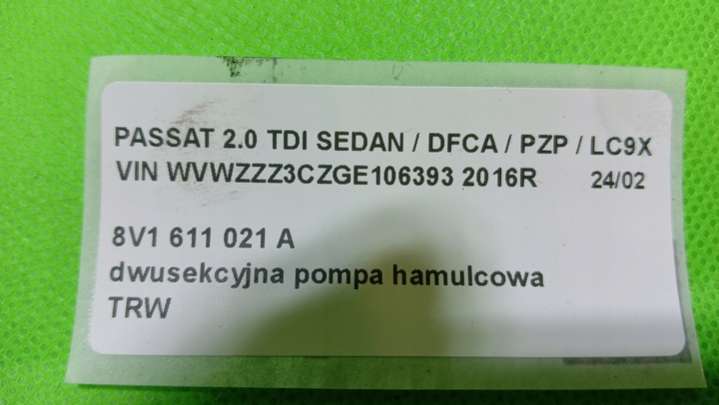 PASSAT 2.0 TDI SEDAN / DFCA / PZP / LC9X
VIN WVWZZZ3CZGE106393 2016R 24/02
8V1 611 021 A
dwusekcyjna pompa hamulcowa
TRW